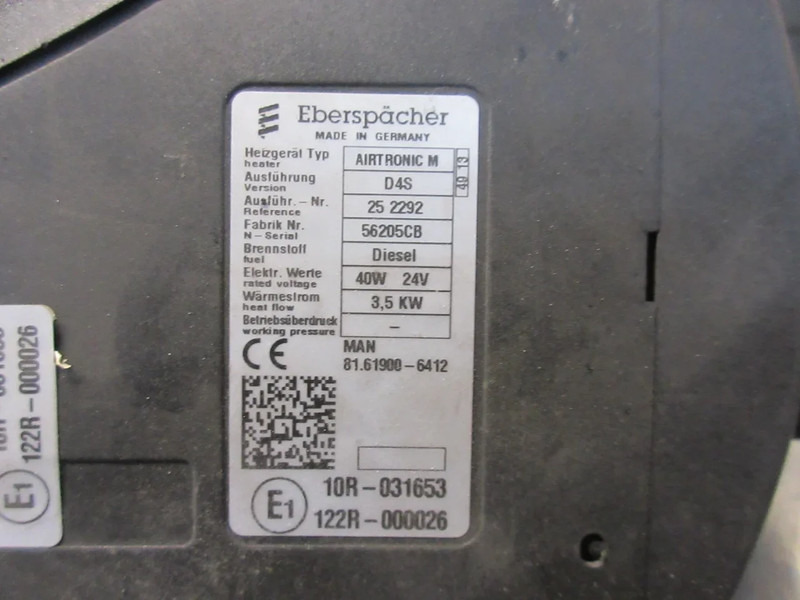 Eberspächer
MADE IN GERMANY
Heizgerät Typ heater AIRTRONIC M 49 13
Ausführung Version D4S
Ausführ.-Nr. Reference 25 2292
Fabrik Nr. N-Serial 56205CB
Brennstoff fuel Diesel
Elektr. Werte rated voltage 40W 24V
Wärmestrom heat flow 3,5 KW
Betriebsüberdruck working pressure –
CE MAN
81.61900-6412
10R-031653
E1 122R-000026
122R-000026
E1